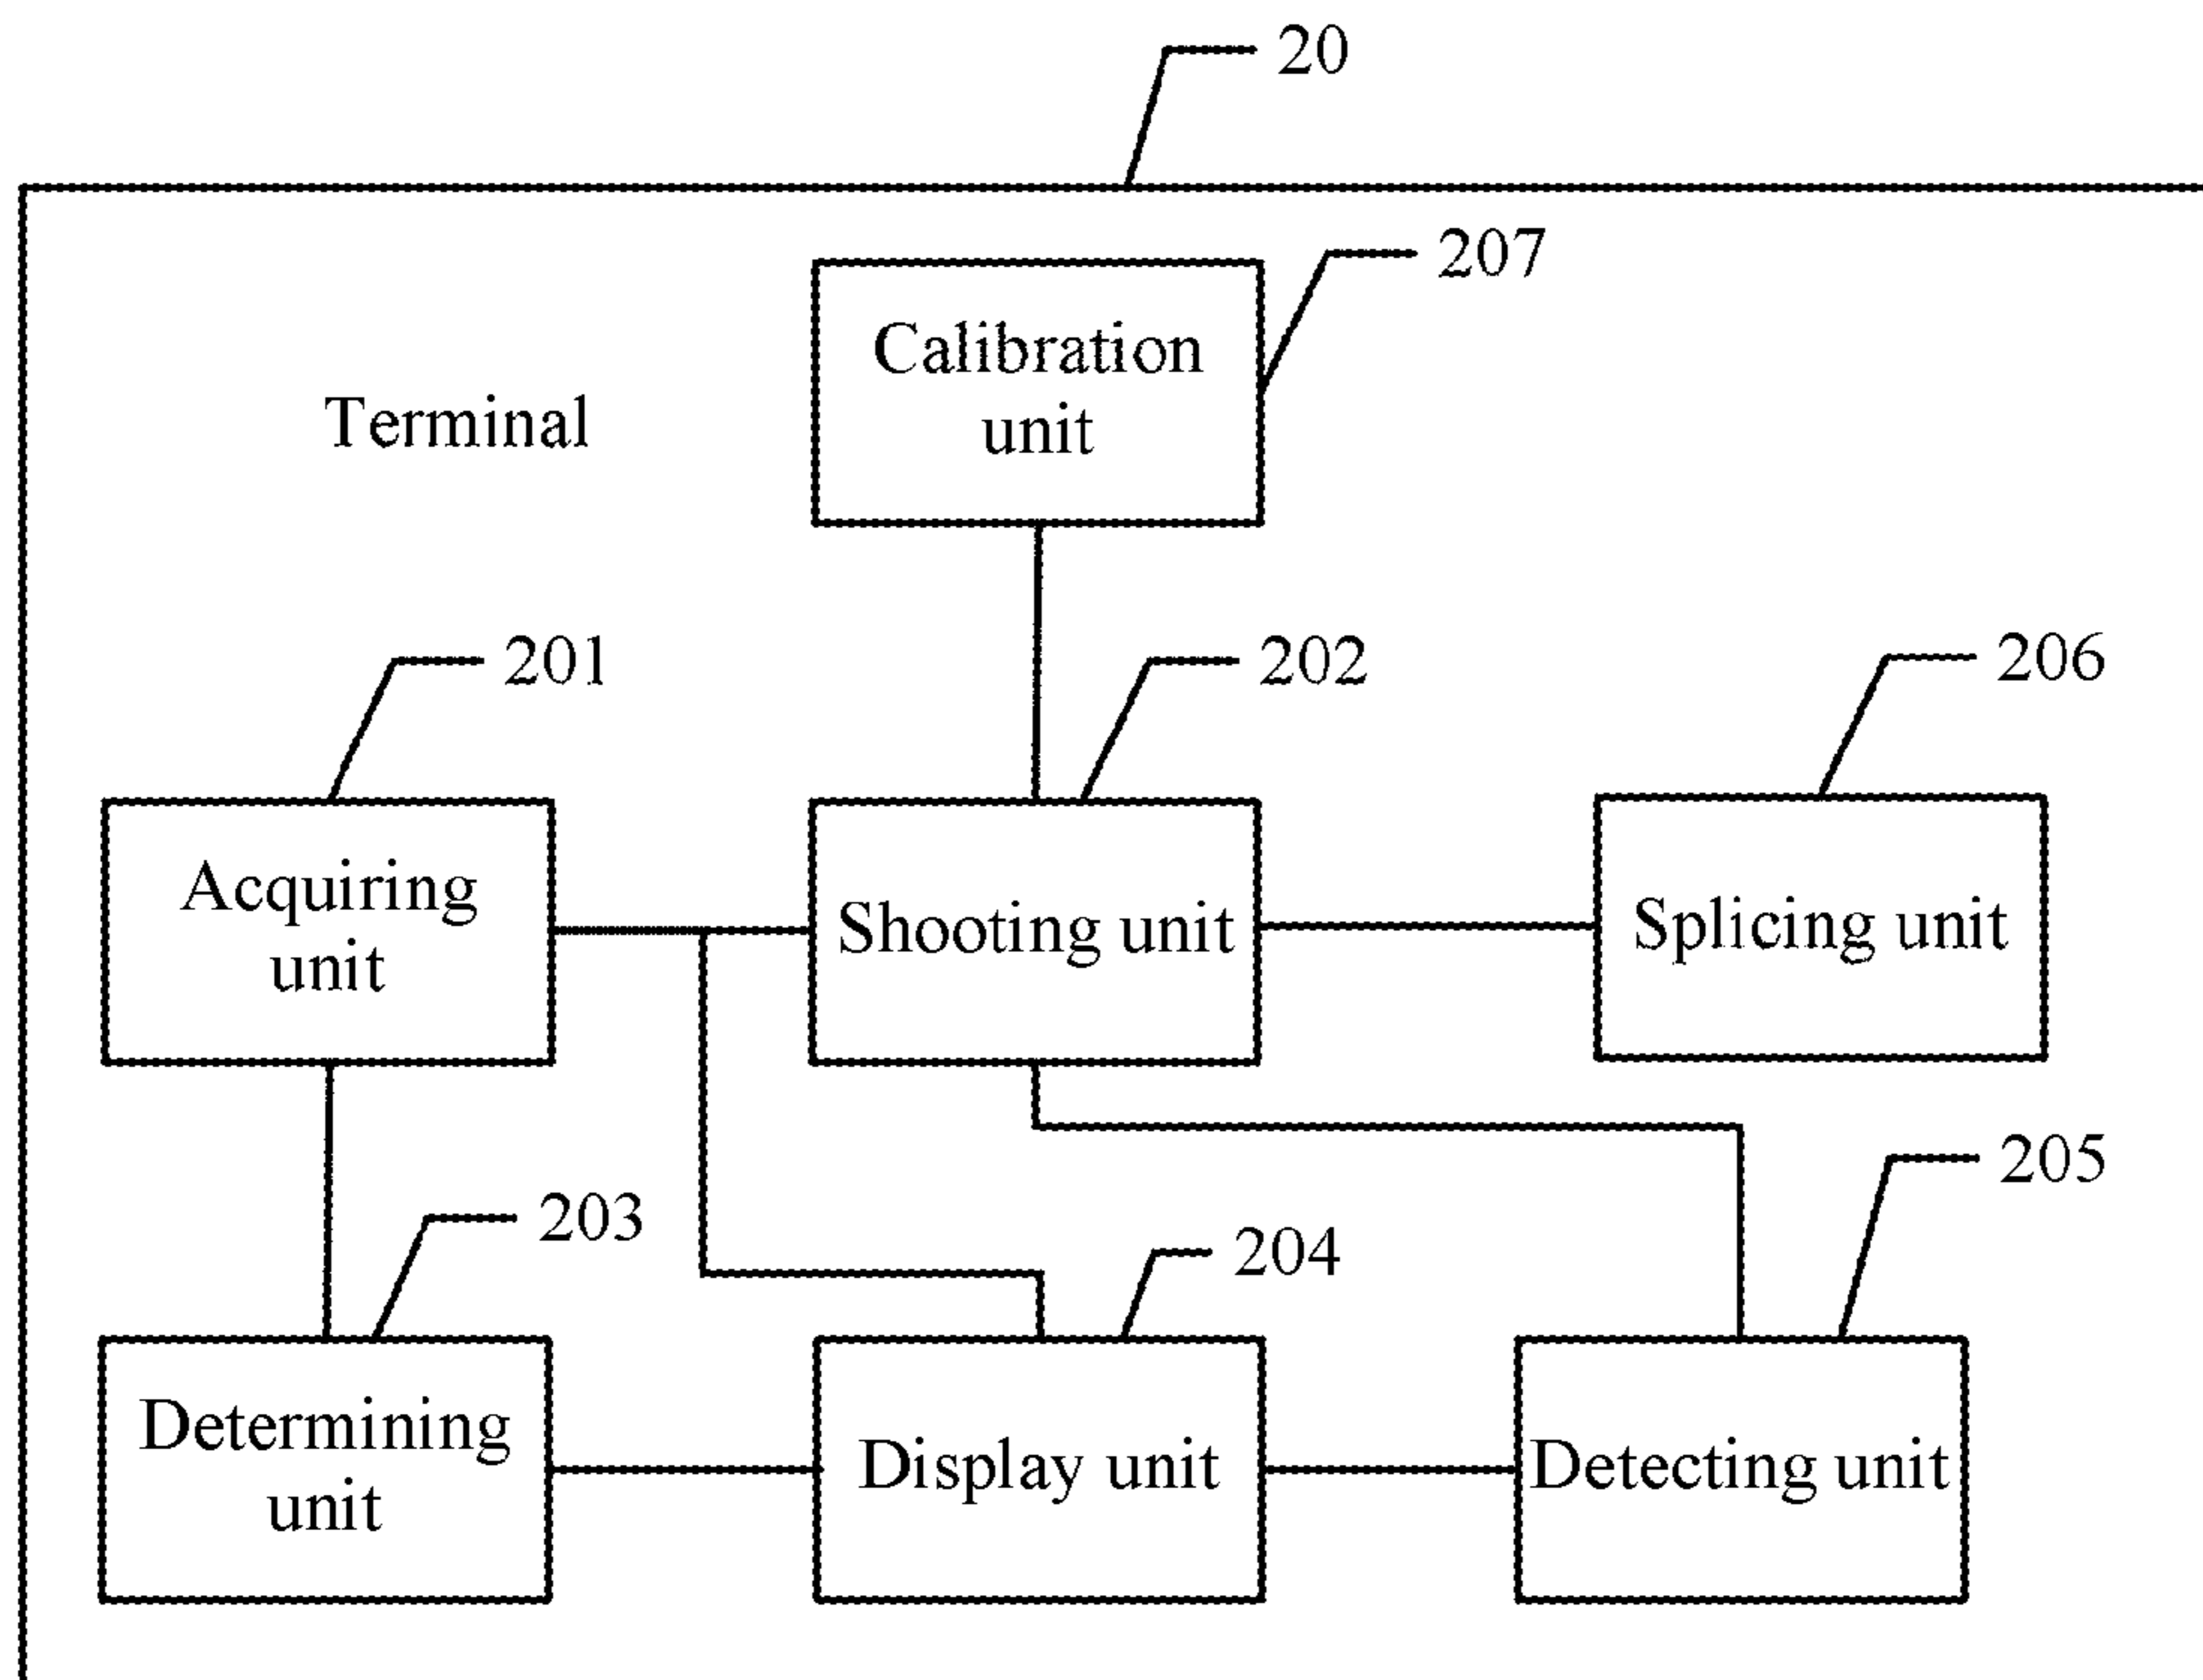 20
207
Calibration
unit
Terminal
201
202
206
Acquiring
unit
Shooting unit
Splicing unit
205
203
204
Determining
unit
Display unit
Detecting unit